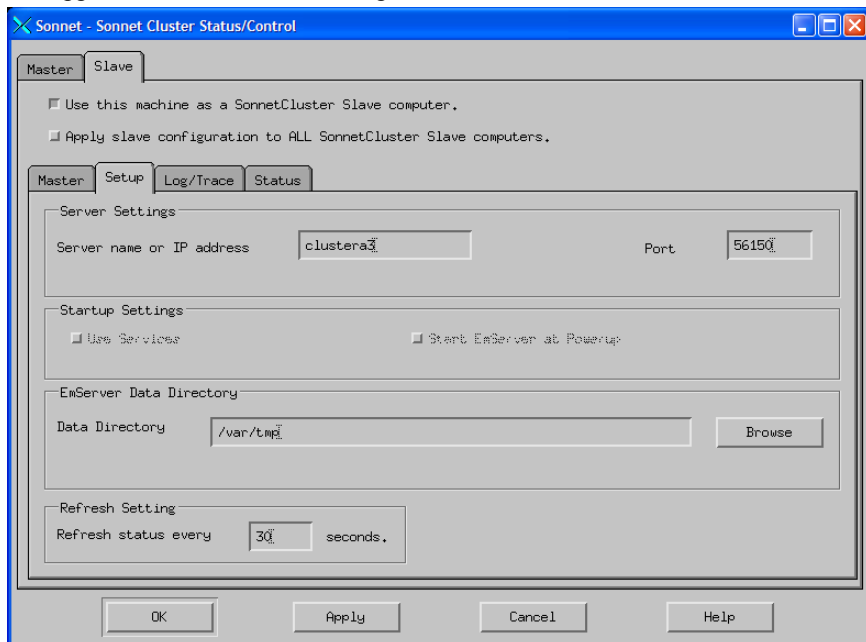 Sonnet - Sonnet Cluster Status/Control
Master Slave
Use this machine as a SonnetCluster Slave computer.
Apply slave configuration to ALL SonnetCluster Slave computers.
Master Setup Log/Trace Status
Server Settings
Server name or IP address clustera3 Port 56150
Startup Settings
Use Services Start EmServer at Powerup
EmServer Data Directory
Data Directory /var/tmp Browse
Refresh Setting
Refresh status every 30 seconds.
OK Apply Cancel Help